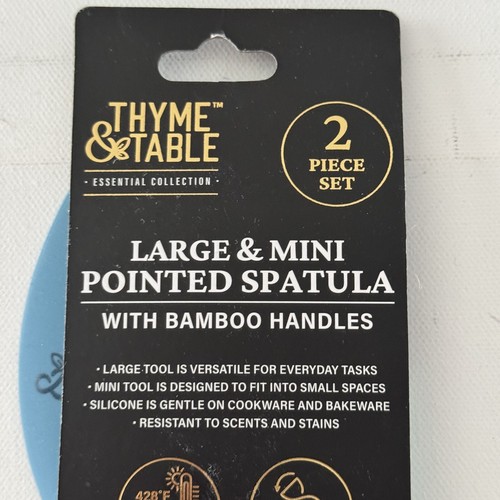 THYME™
&TABLE
· ESSENTIAL COLLECTION ·
2
PIECE
SET
LARGE & MINI
POINTED SPATULA
WITH BAMBOO HANDLES
• LARGE TOOL IS VERSATILE FOR EVERYDAY TASKS
• MINI TOOL IS DESIGNED TO FIT INTO SMALL SPACES
• SILICONE IS GENTLE ON COOKWARE AND BAKEWARE
• RESISTANT TO SCENTS AND STAINS
428°F